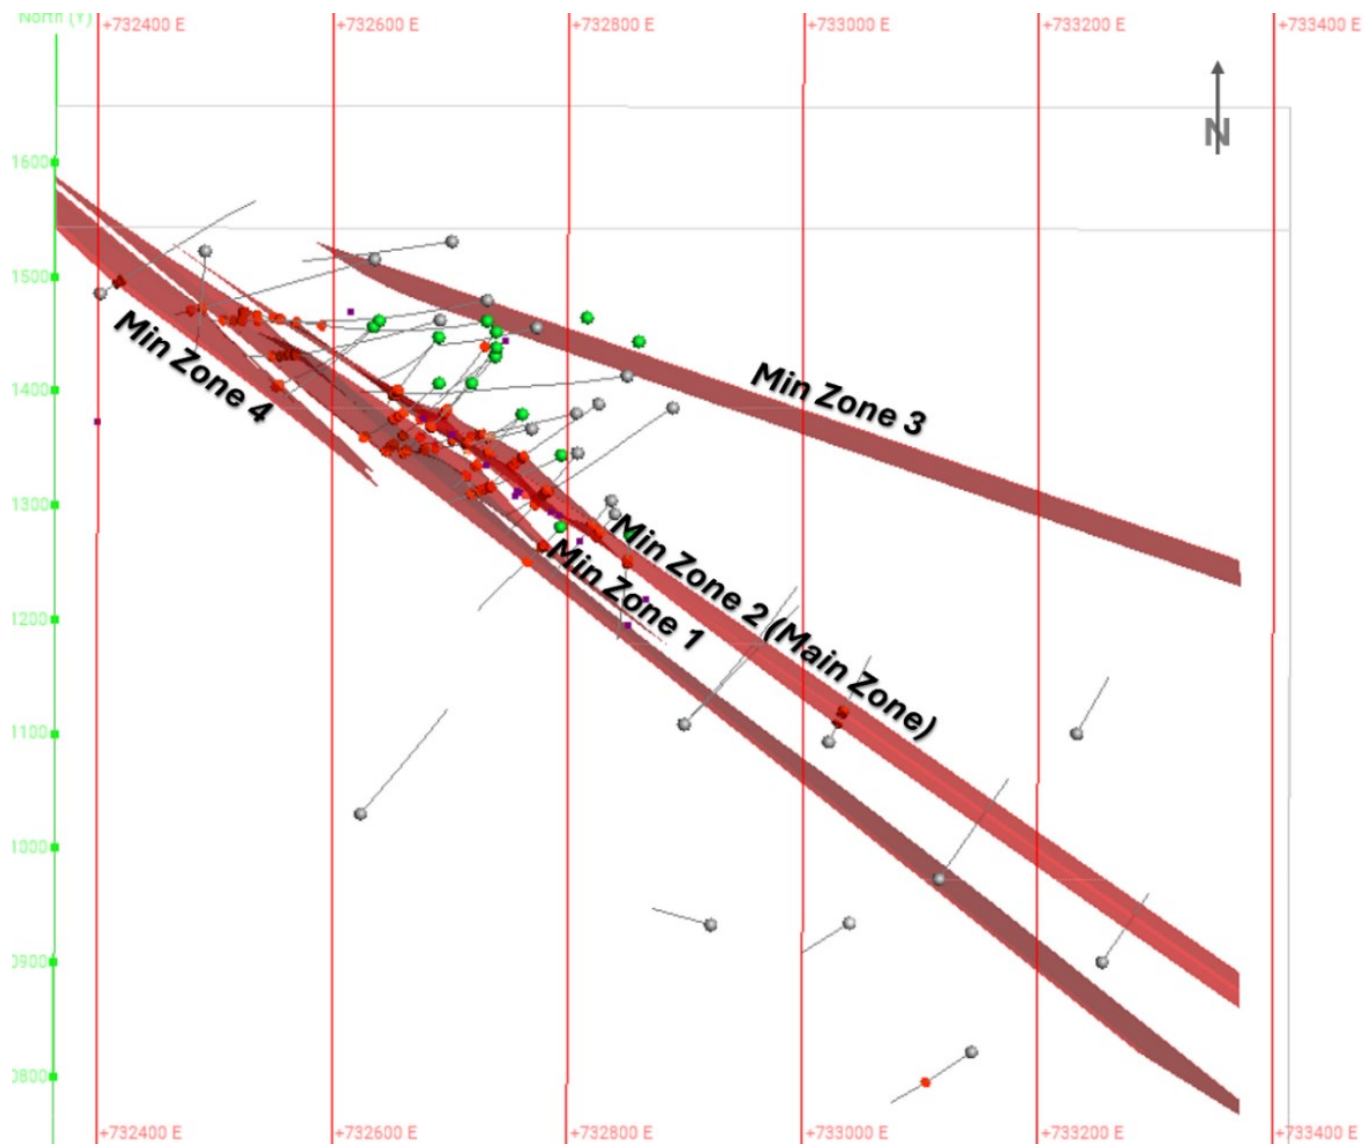 North (Y)
+732400 E
+732600 E
+732800 E
+733000 E
+733200 E
+733400 E
N
1600
1500
1400
1300
1200
1100
1000
0900
0800
Min Zone 4
Min Zone 3
Min Zone 2 (Main Zone)
Min Zone 1
+732400 E
+732600 E
+732800 E
+733000 E
+733200 E
+733400 E